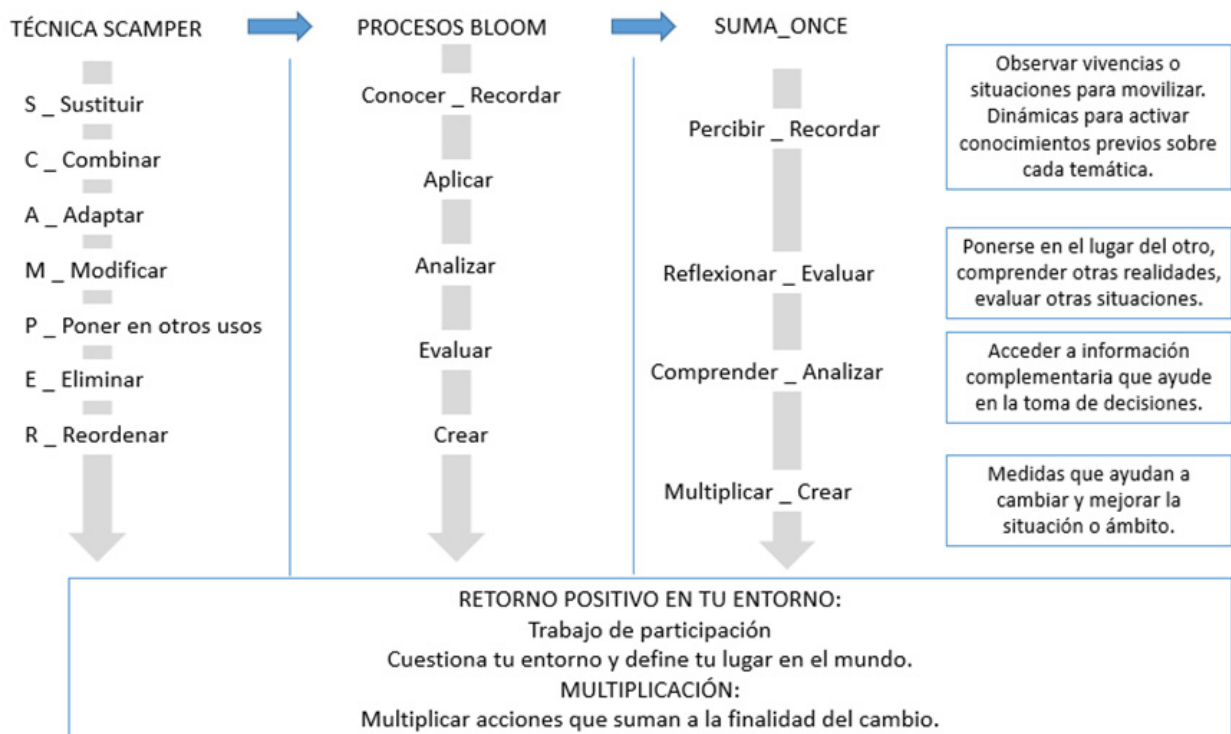 TÉCNICA SCAMPER
PROCESOS BLOOM
SUMA_ONCE
S _ Sustituir
C _ Combinar
A _ Adaptar
M _ Modificar
P _ Poner en otros usos
E _ Eliminar
R _ Reordenar
Conocer _ Recordar
Aplicar
Analizar
Evaluar
Crear
Percibir _ Recordar
Reflexionar _ Evaluar
Comprender _ Analizar
Multiplicar _ Crear
Observar vivencias o
situaciones para movilizar.
Dinámicas para activar
conocimientos previos sobre
cada temática.
Ponerse en el lugar del otro,
comprender otras realidades,
evaluar otras situaciones.
Acceder a información
complementaria que ayude
en la toma de decisiones.
Medidas que ayudan a
cambiar y mejorar la
situación o ámbito.
RETORNO POSITIVO EN TU ENTORNO:
Trabajo de participación
Cuestiona tu entorno y define tu lugar en el mundo.
MULTIPLICACIÓN:
Multiplicar acciones que suman a la finalidad del cambio.